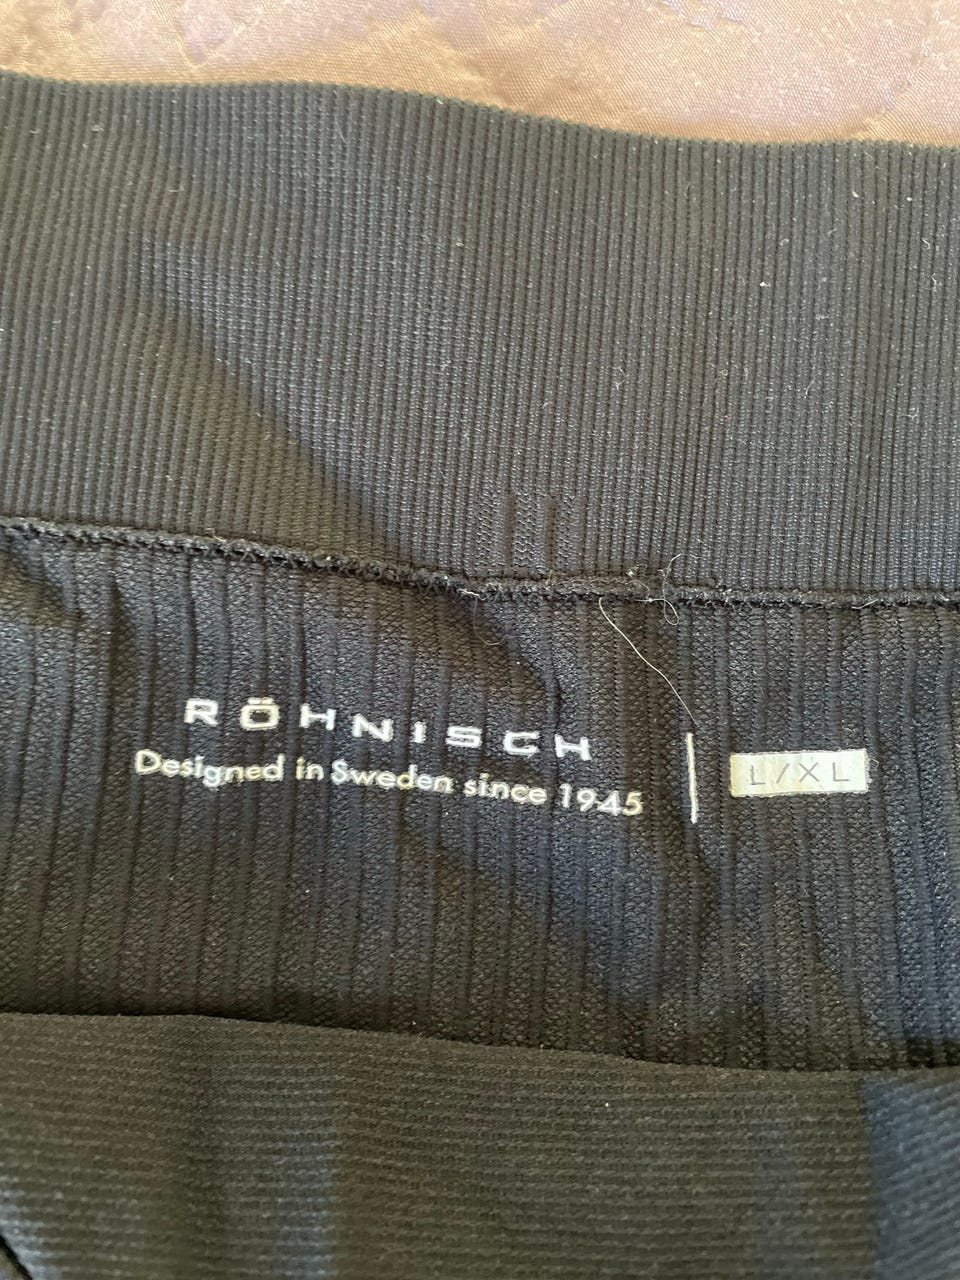 RÖHNISCH
Designed in Sweden since 1945
L/XL